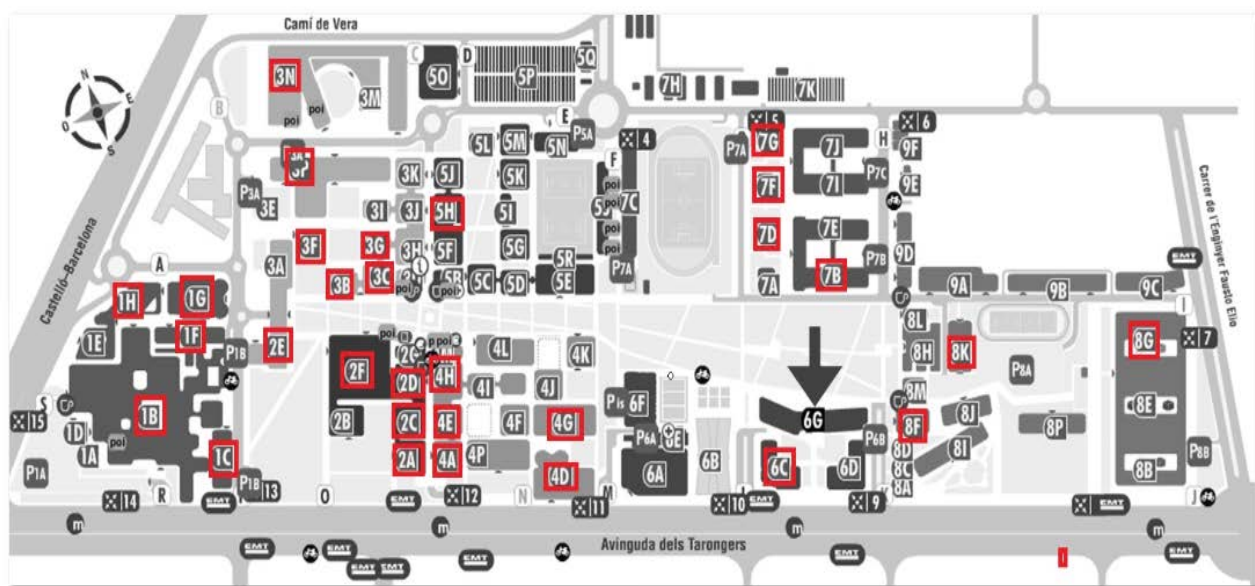 Camí de Vera
C
D
5Q
3N
5O
5P
3M
7H
7K
N
E
S
O
B
poi
poi
E
P5A
4
5
6
7G
H
5L
5M
5N
7J
9F
P7A
3P
3K
5J
5K
F
poi
7F
7I
P7C
9E
P3A
3E
3I
3J
5H
5I
7C
3F
3G
3H
5F
5G
7D
7E
9D
A
3A
3B
3C
5R
P7A
P7B
5C
5D
5E
7A
7B
9A
9B
9C
EMT
1H
1G
I
1E
1F
P1B
2E
poi
4L
4K
8L
8H
8K
8G
7
2F
2D
4H
4I
4J
P8A
S
15
1B
2B
2C
4E
4F
4G
Pis
6F
6G
8M
8F
8J
8E
1D
poi
1A
P6A
6E
P6B
8D
8I
8P
P1A
1C
2A
4A
4P
4D
6A
6B
6C
6D
8C
8B
P8B
R
P1B
13
O
12
N
11
M
10
9
8A
J
14
EMT
EMT
EMT
EMT
m
m
m
m
Avinguda dels Tarongers
EMT
EMT
EMT
EMT
EMT
EMT
EMT
Castelló-Barcelona
Carrer de l'Enginyer Fausto Elio